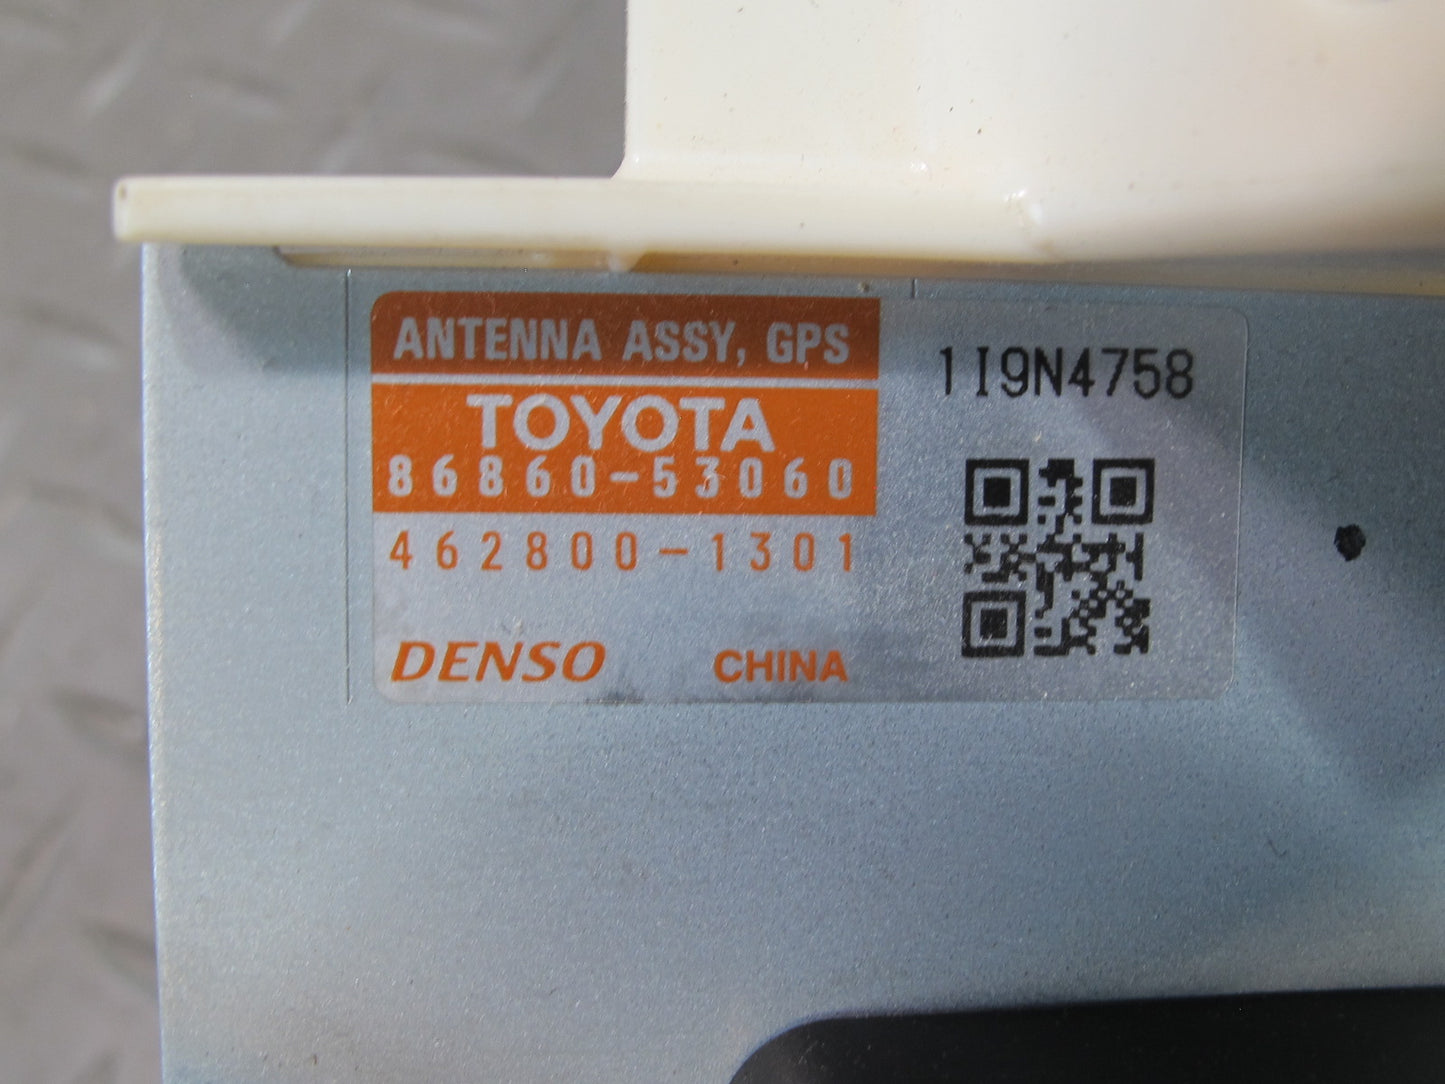 ANTENNA ASSY, GPS
TOYOTA
86860-53060
462800-1301
DENSO CHINA
1I9N4758